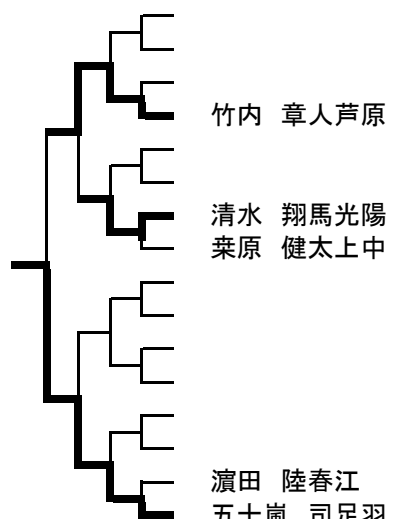 竹内 章人芦原
清水 翔馬光陽
桒原 健太上中
濵田 陸春江
五十嵐 司足羽